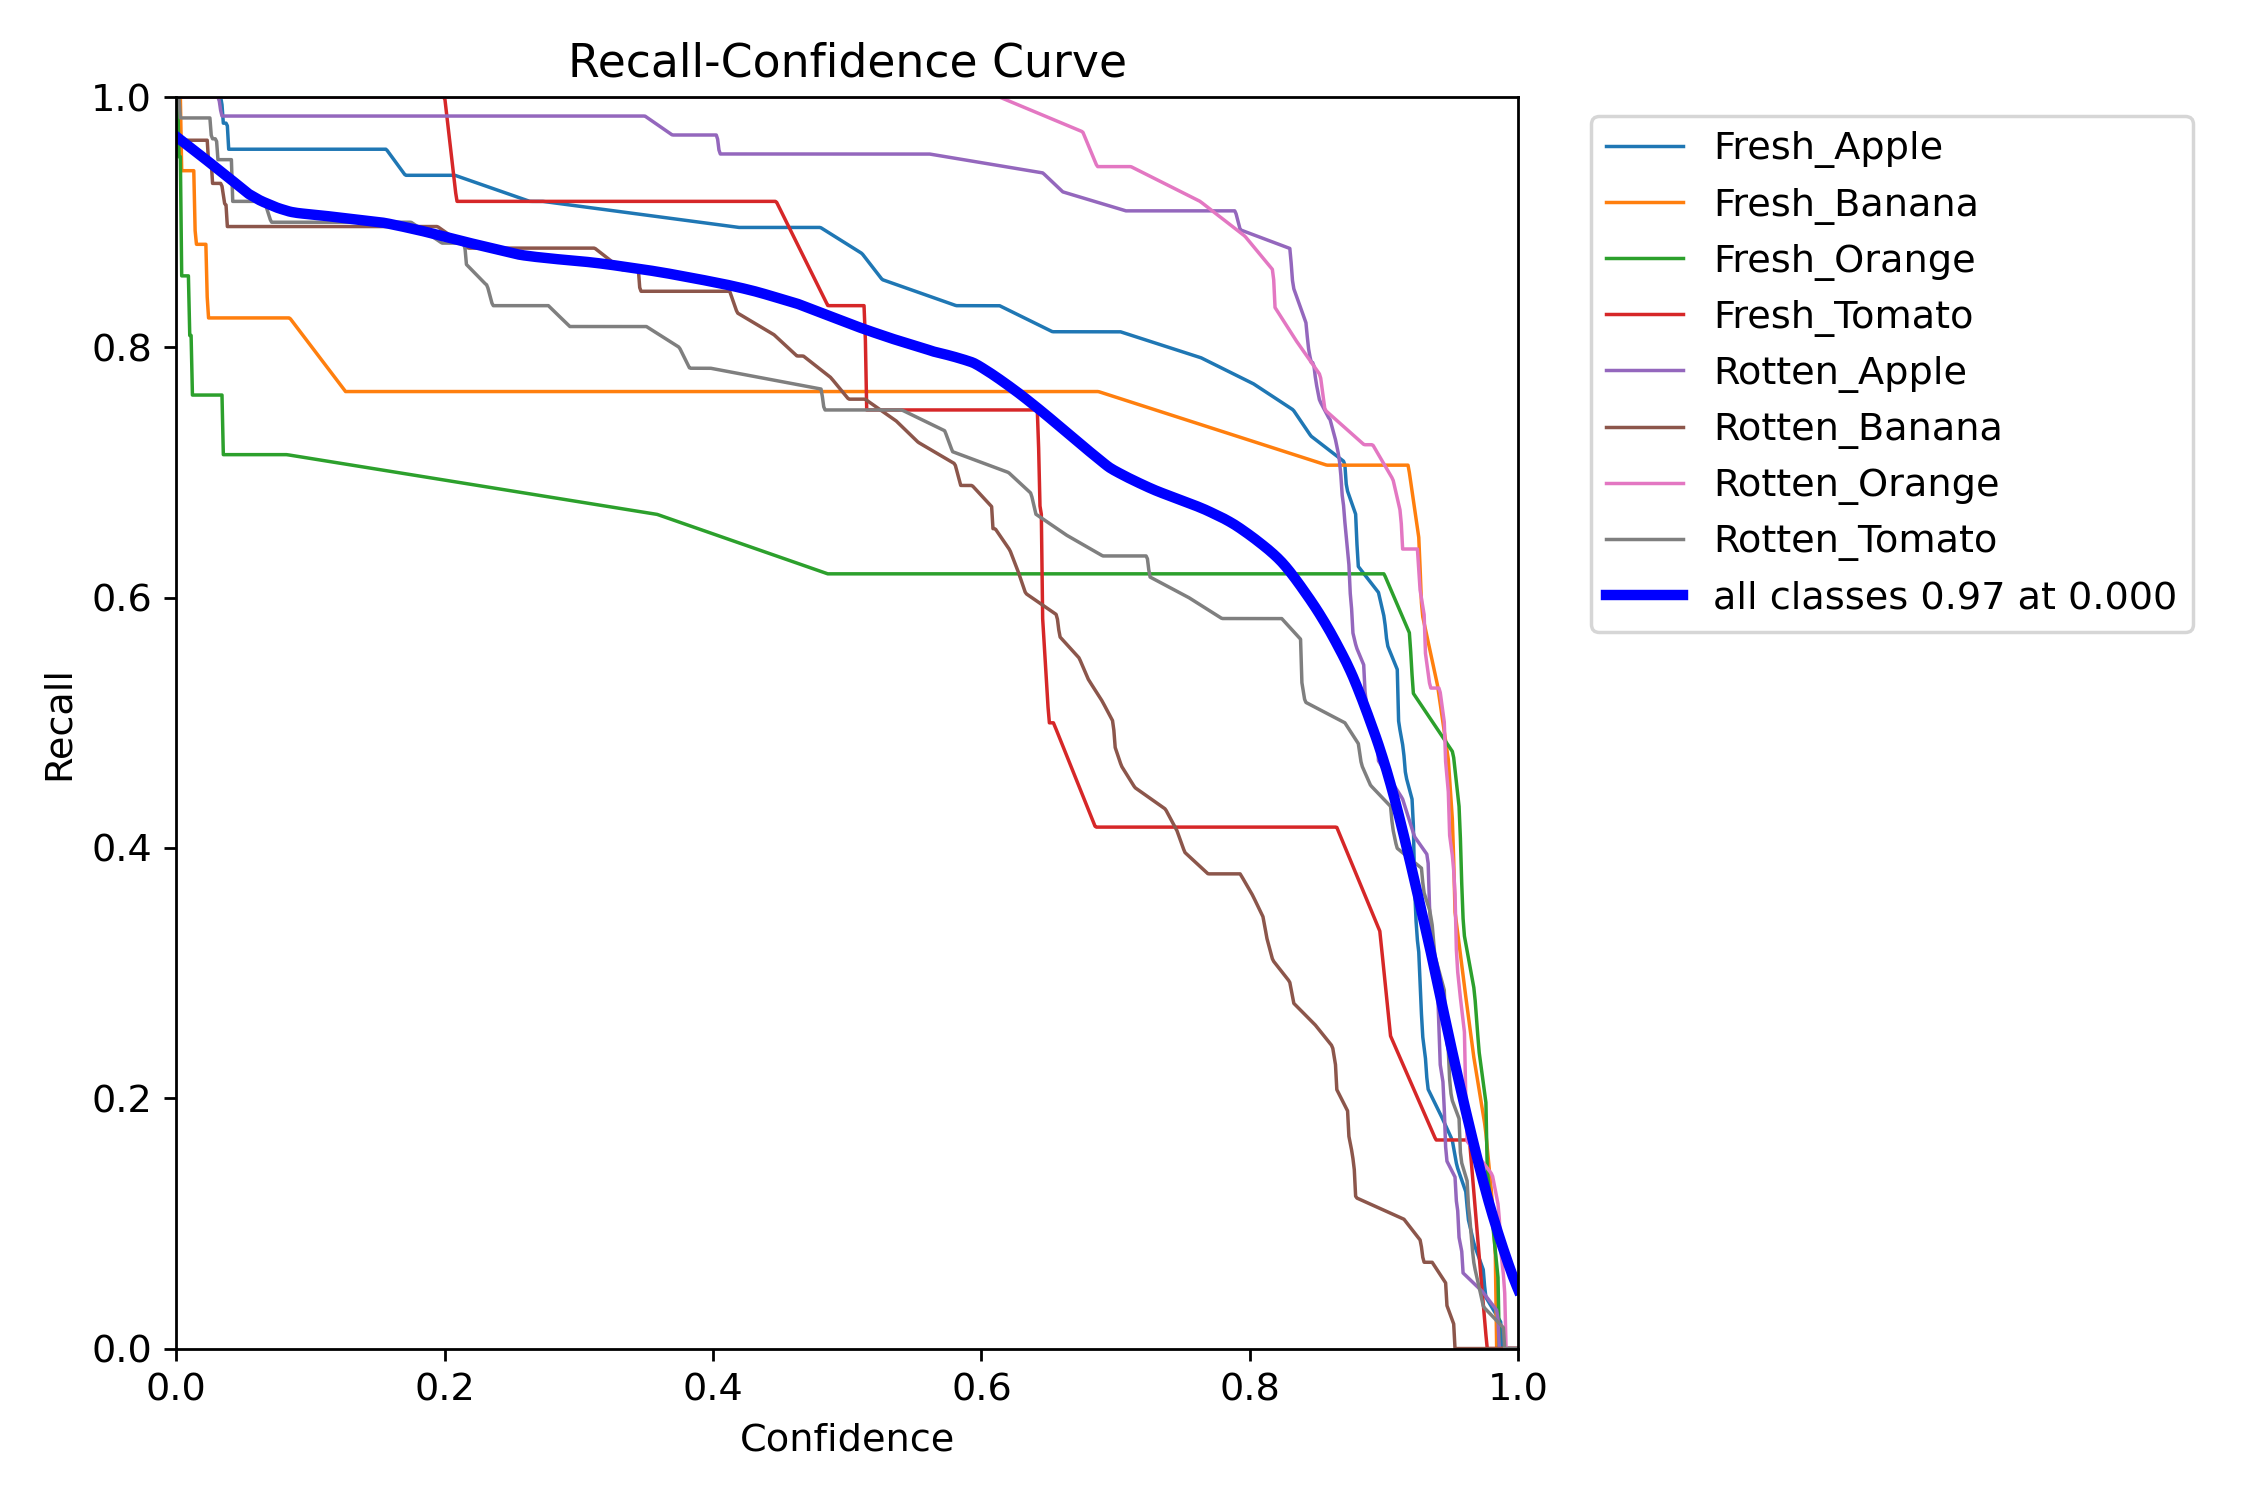 Recall-Confidence Curve
1.0
0.8
0.6
0.4
0.2
0.0
Recall
0.0 0.2 0.4 0.6 0.8 1.0
Confidence
Fresh_Apple
Fresh_Banana
Fresh_Orange
Fresh_Tomato
Rotten_Apple
Rotten_Banana
Rotten_Orange
Rotten_Tomato
all classes 0.97 at 0.000